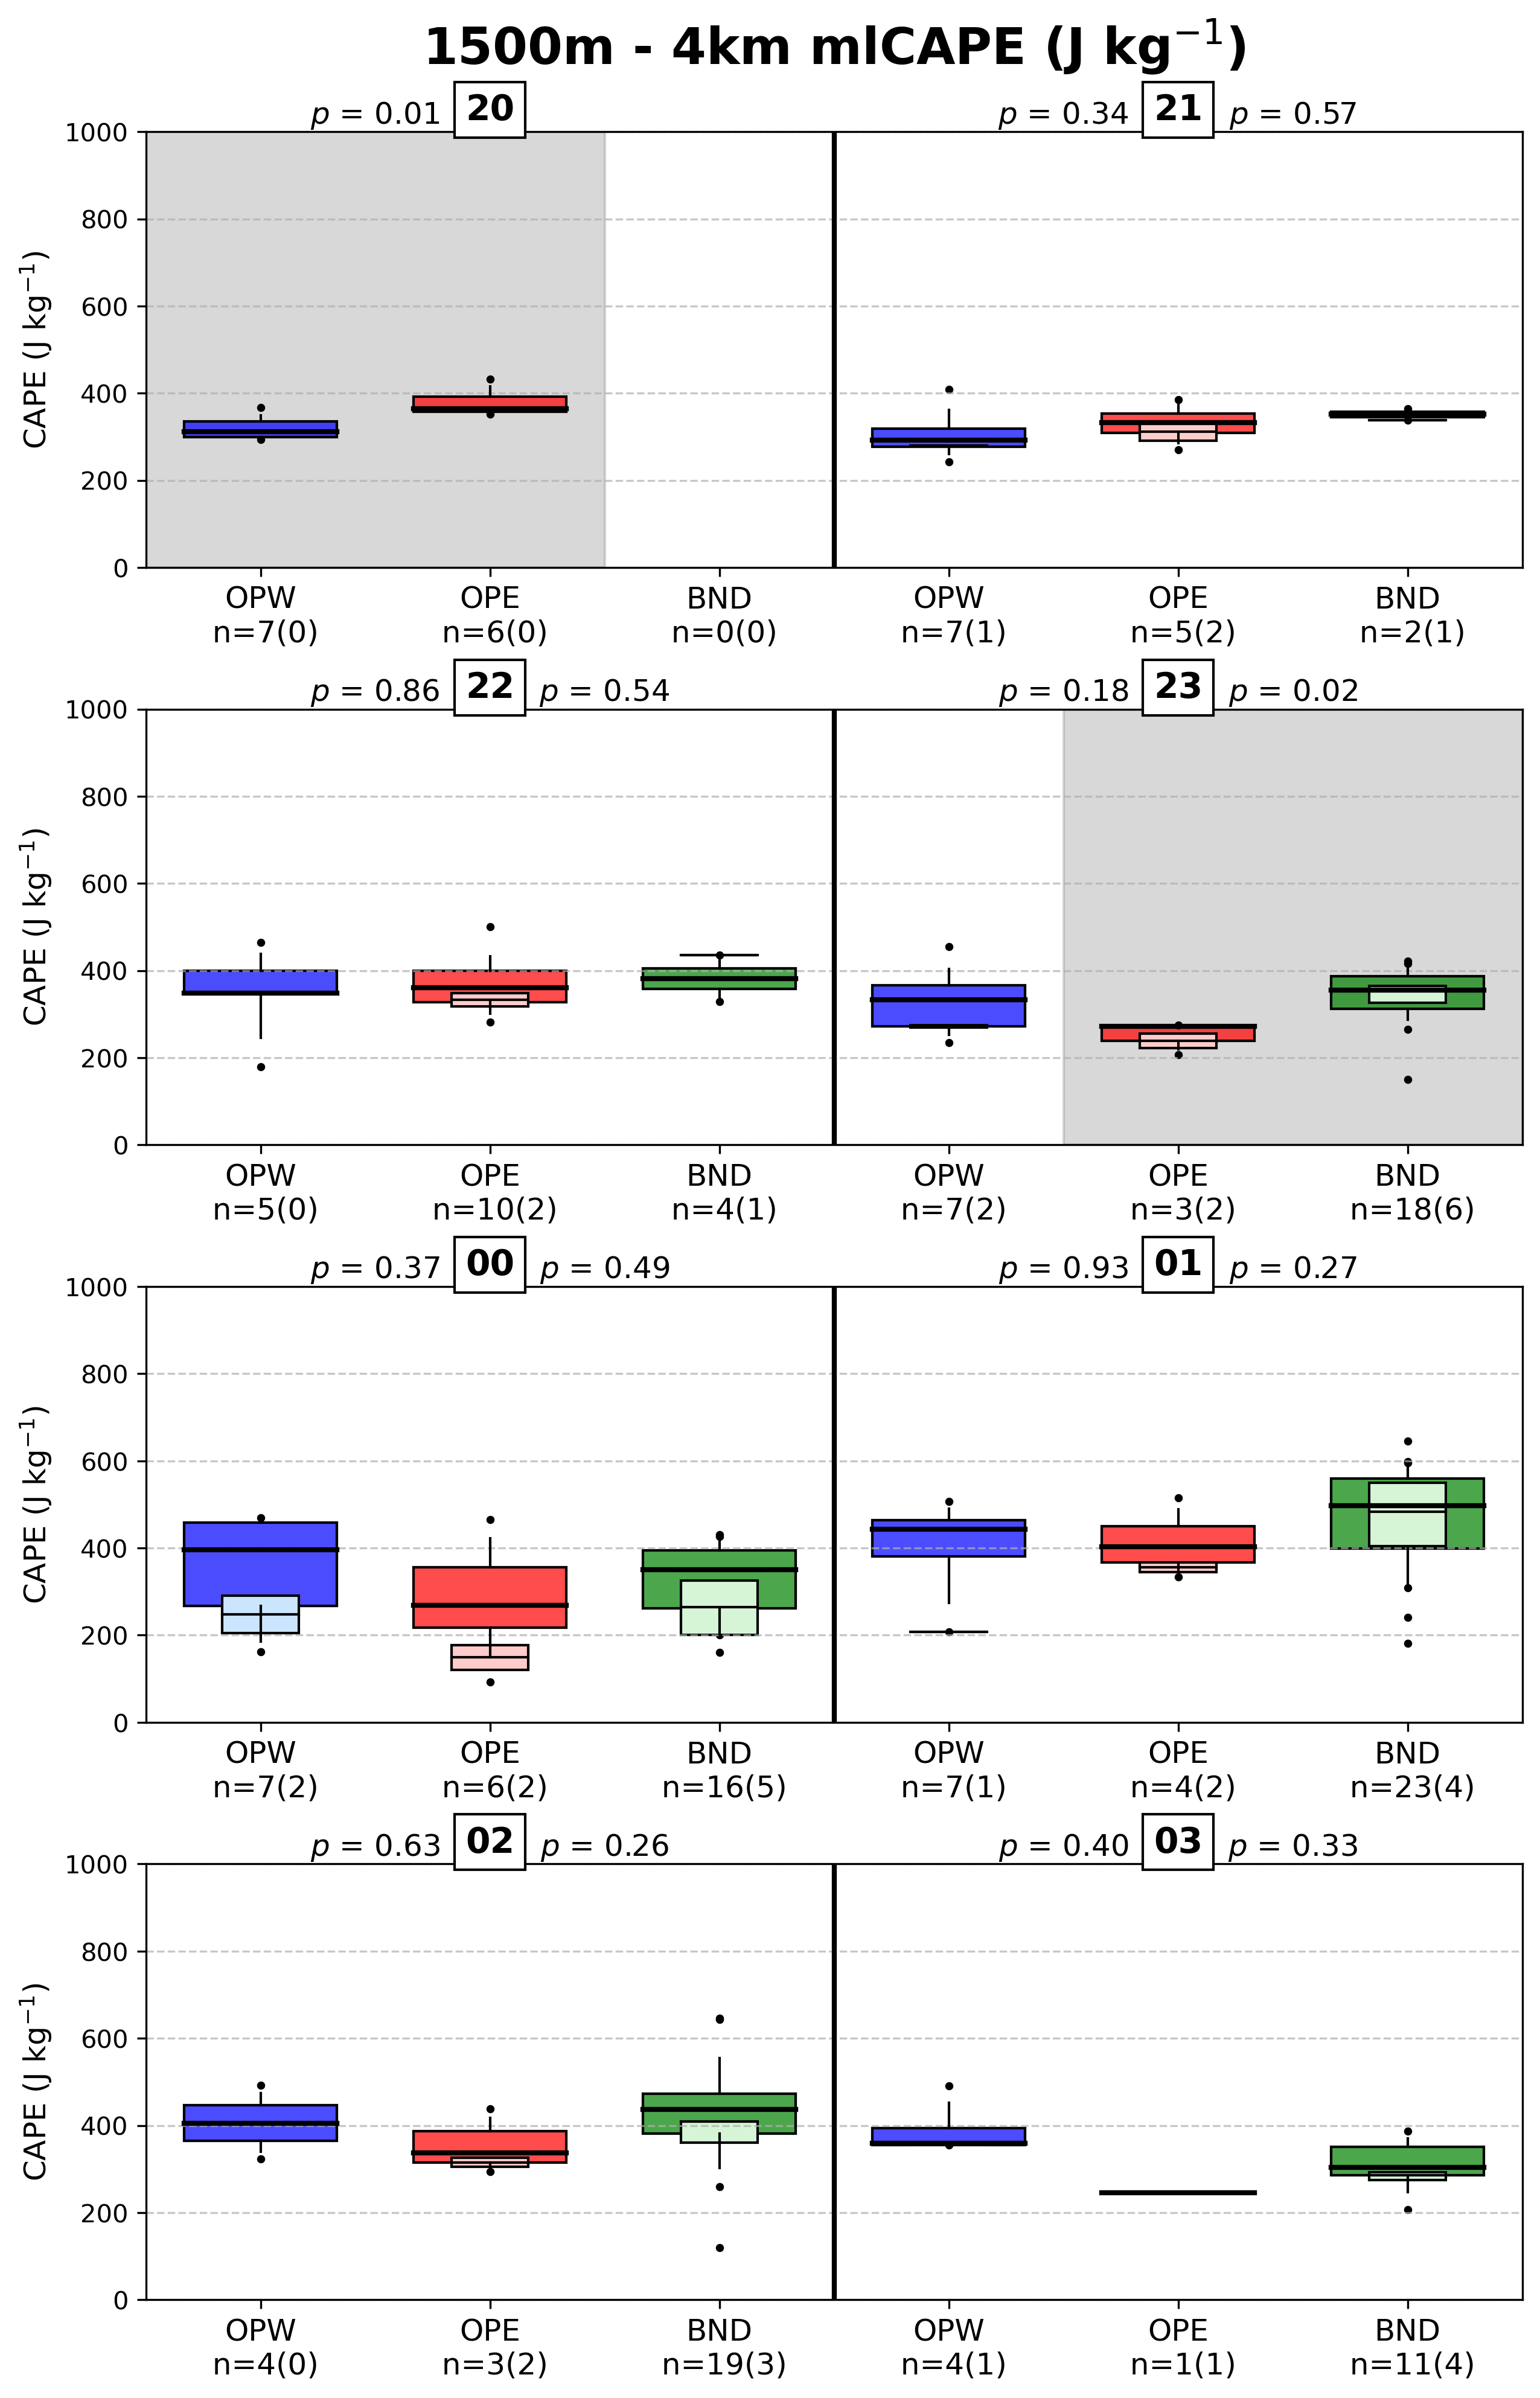 1500m - 4km mlCAPE (J kg⁻¹)
p = 0.01 20
p = 0.34 21 p = 0.57
1000
800
600
400
200
0
CAPE (J kg⁻¹)
OPW OPE BND OPW OPE BND
n=7(0) n=6(0) n=0(0) n=7(1) n=5(2) n=2(1)
p = 0.86 22 p = 0.54
p = 0.18 23 p = 0.02
1000
800
600
400
200
0
CAPE (J kg⁻¹)
OPW OPE BND OPW OPE BND
n=5(0) n=10(2) n=4(1) n=7(2) n=3(2) n=18(6)
p = 0.37 00 p = 0.49
p = 0.93 01 p = 0.27
1000
800
600
400
200
0
CAPE (J kg⁻¹)
OPW OPE BND OPW OPE BND
n=7(2) n=6(2) n=16(5) n=7(1) n=4(2) n=23(4)
p = 0.63 02 p = 0.26
p = 0.40 03 p = 0.33
1000
800
600
400
200
0
CAPE (J kg⁻¹)
OPW OPE BND OPW OPE BND
n=4(0) n=3(2) n=19(3) n=4(1) n=1(1) n=11(4)